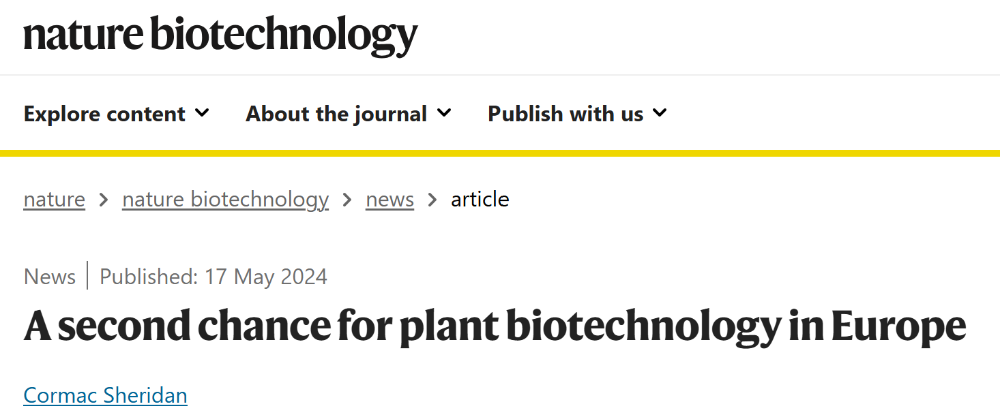 nature biotechnology
Explore content About the journal Publish with us
nature > nature biotechnology > news > article
News | Published: 17 May 2024
A second chance for plant biotechnology in Europe
Cormac Sheridan